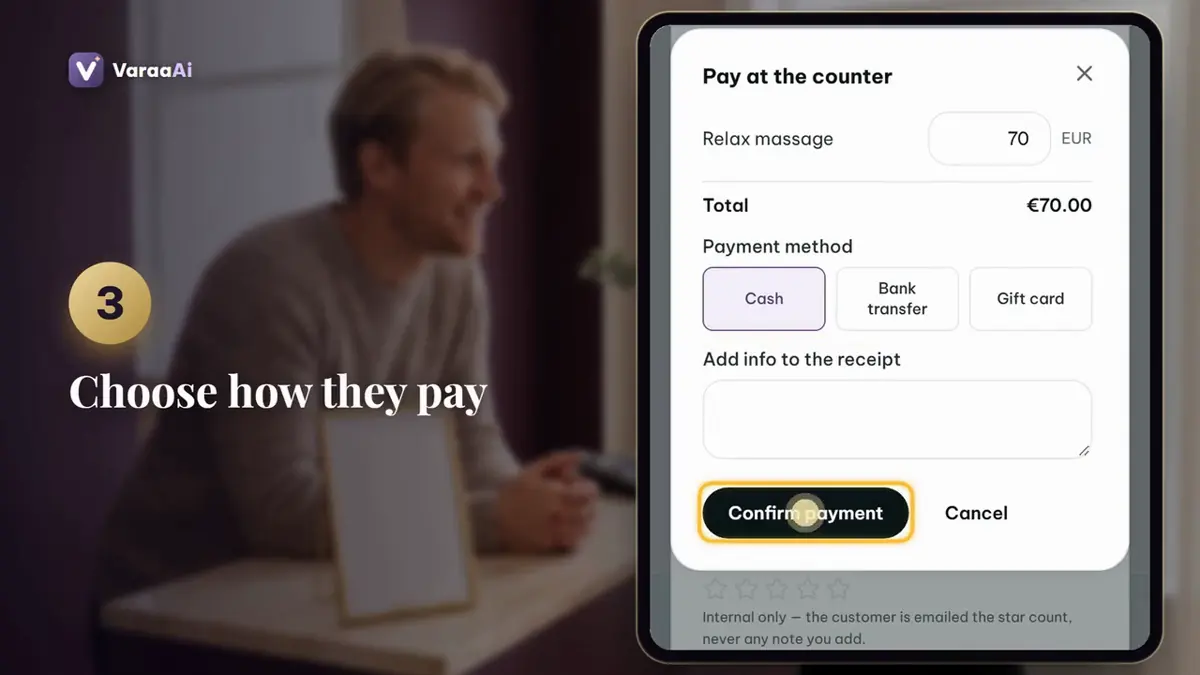 VaraaAi
3
Choose how they pay
Pay at the counter
Relax massage
70 EUR
Total
€70.00
Payment method
Cash
Bank
transfer
Gift card
Add info to the receipt
Confirm payment
Cancel
Internal only — the customer is emailed the star count,
never any note you add.